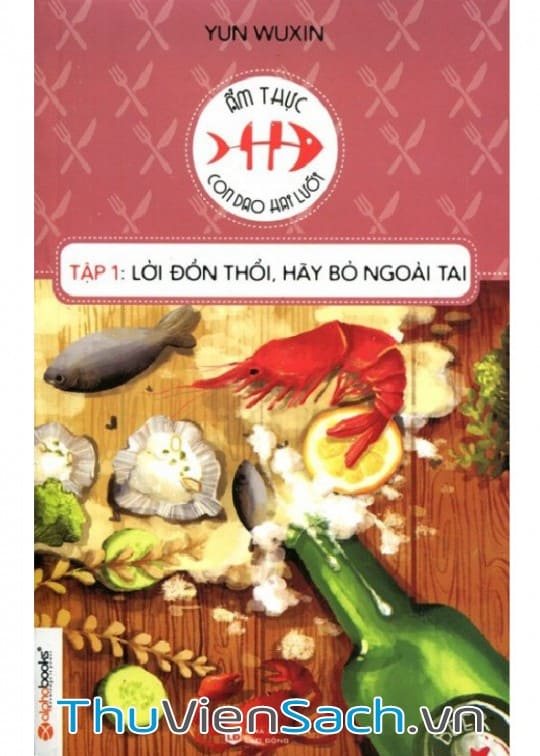 YUN WUXIN
ẨM THỰC
CON DAO HAI LƯỠI
TẬP 1: LỜI ĐỒN THỔI, HÃY BỎ NGOÀI TAI
alphabooks®
ThuVienSach.vn